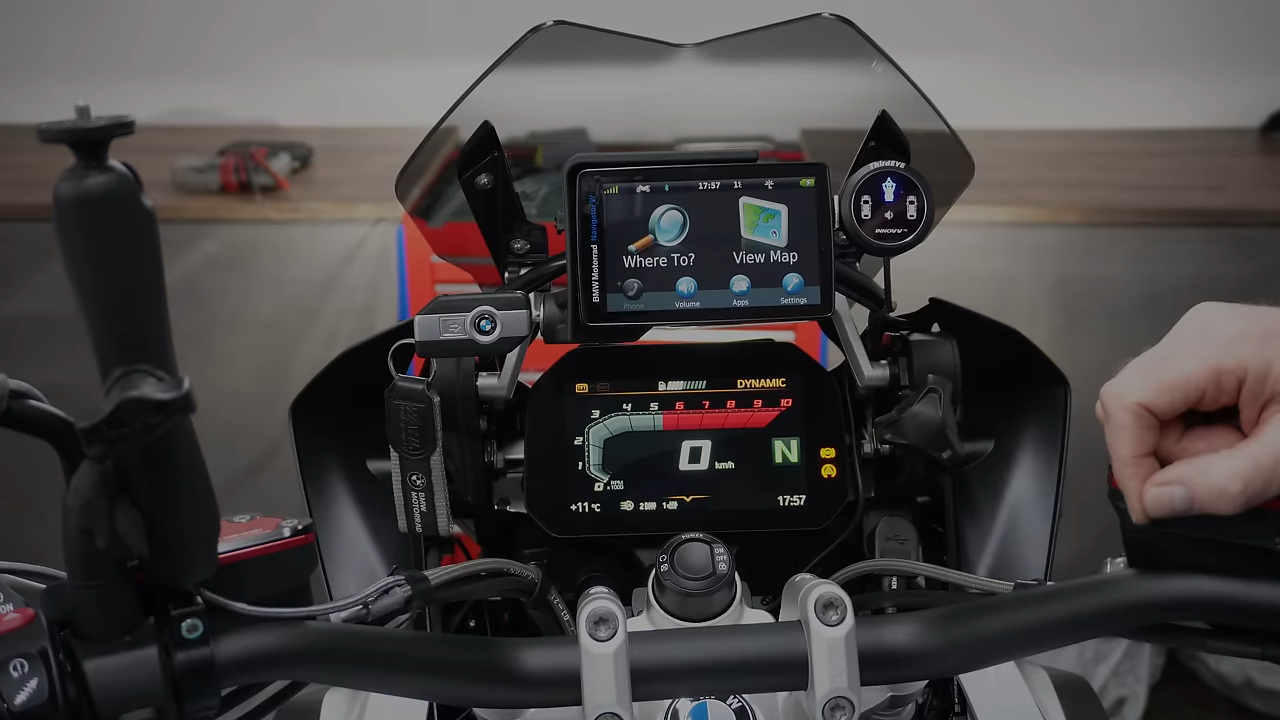 ThirdEYE
17:57
Where To?
View Map
Phone
Volume
Apps
Settings
BMW Motorrad Navigator VI
INNOVV™
DYNAMIC
1 2 3 4 5 6 7 8 9 10
0
RPM
x1000
0
km/h
N
+11°C
17:57
BMW
MOTORRAD
POWER
ON
OFF
ON